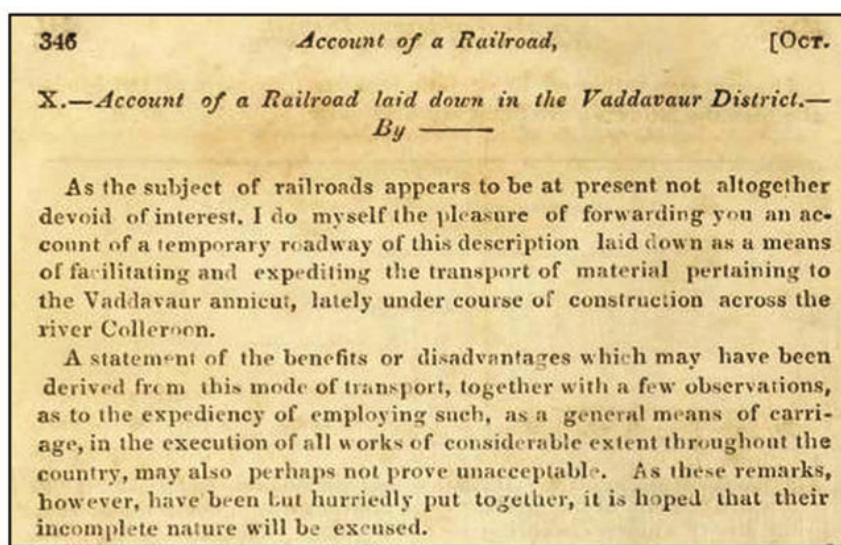 346 Account of a Railroad, [Oct.
X.—Account of a Railroad laid down in the Vaddavaur District.—
By ———
As the subject of railroads appears to be at present not altogether
devoid of interest, I do myself the pleasure of forwarding you an ac-
count of a temporary roadway of this description laid down as a means
of facilitating and expediting the transport of material pertaining to
the Vaddavaur annicut, lately under course of construction across the
river Colleroon.
A statement of the benefits or disadvantages which may have been
derived from this mode of transport, together with a few observations,
as to the expediency of employing such, as a general means of carri-
age, in the execution of all works of considerable extent throughout the
country, may also perhaps not prove unacceptable. As these remarks,
however, have been but hurriedly put together, it is hoped that their
incomplete nature will be excused.